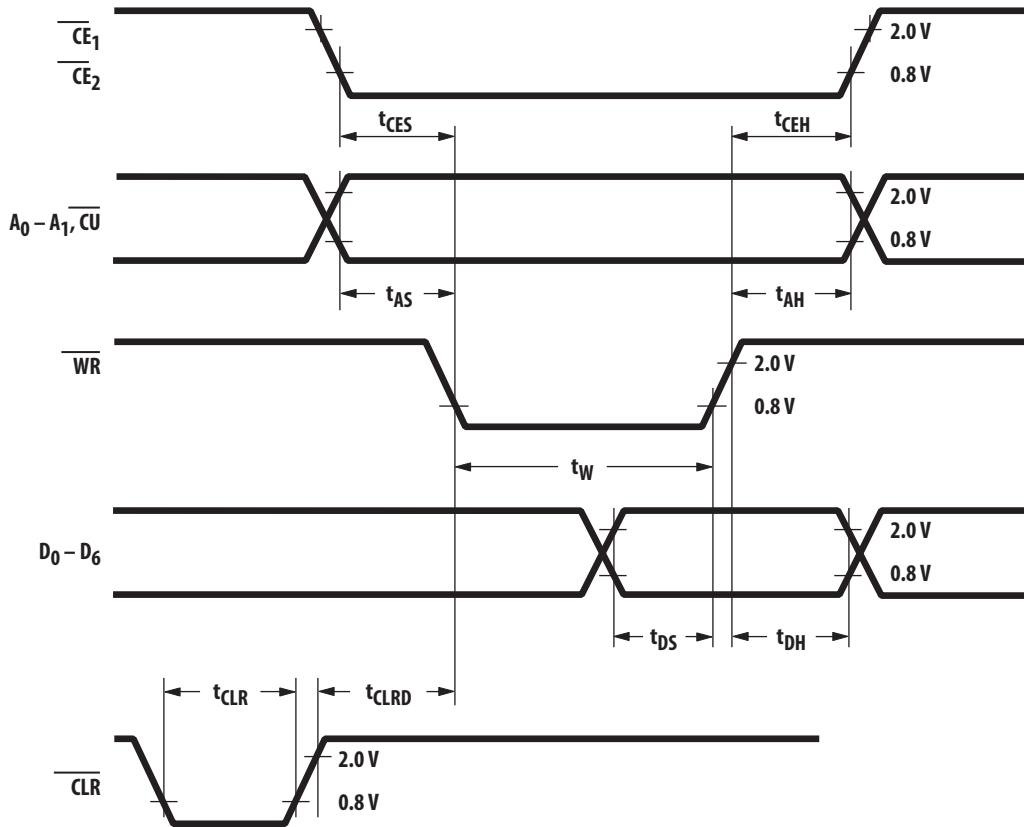 CE1
2.0 V
CE2
0.8 V
tCES
tCEH
2.0 V
A0 – A1, CU
0.8 V
tAS
tAH
WR
2.0 V
0.8 V
tW
2.0 V
D0 – D6
0.8 V
tDS
tDH
tCLR
tCLRD
2.0 V
CLR
0.8 V